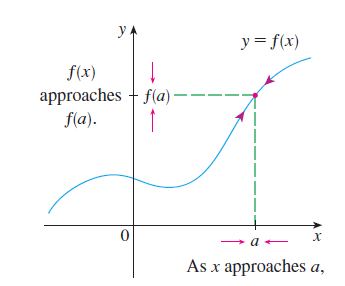 y
y = f(x)
f(x)
approaches
f(a).
f(a)
0
a
x
As x approaches a,